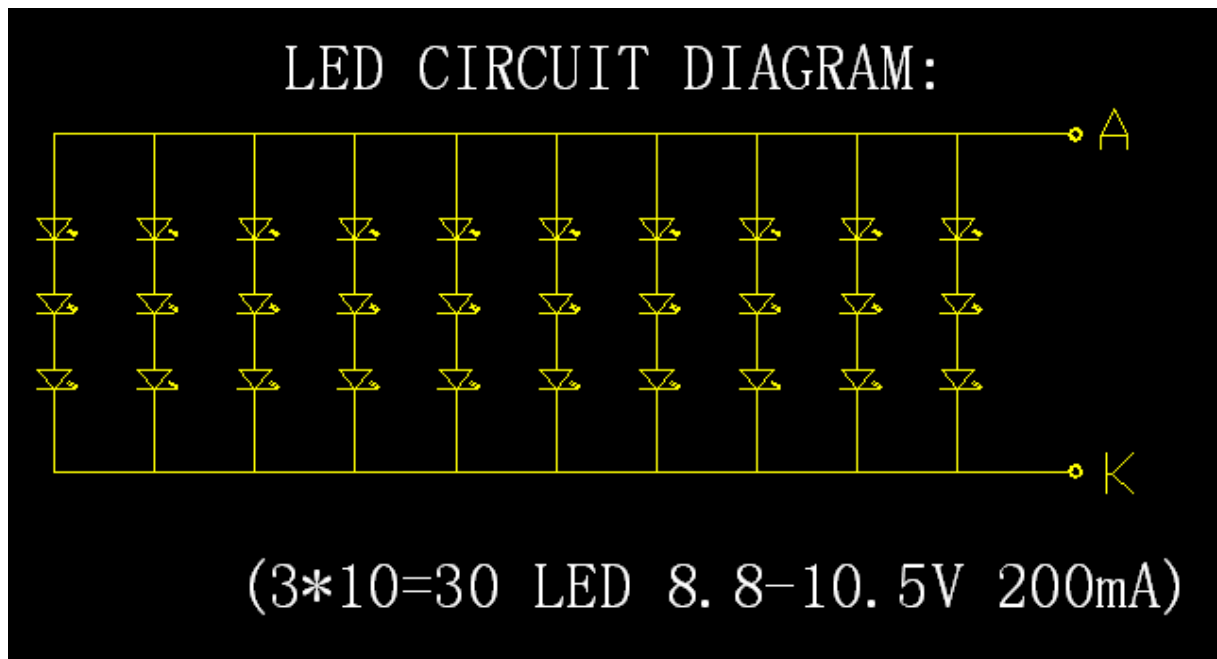 LED CIRCUIT DIAGRAM:
A
K
(3*10=30 LED 8.8-10.5V 200mA)